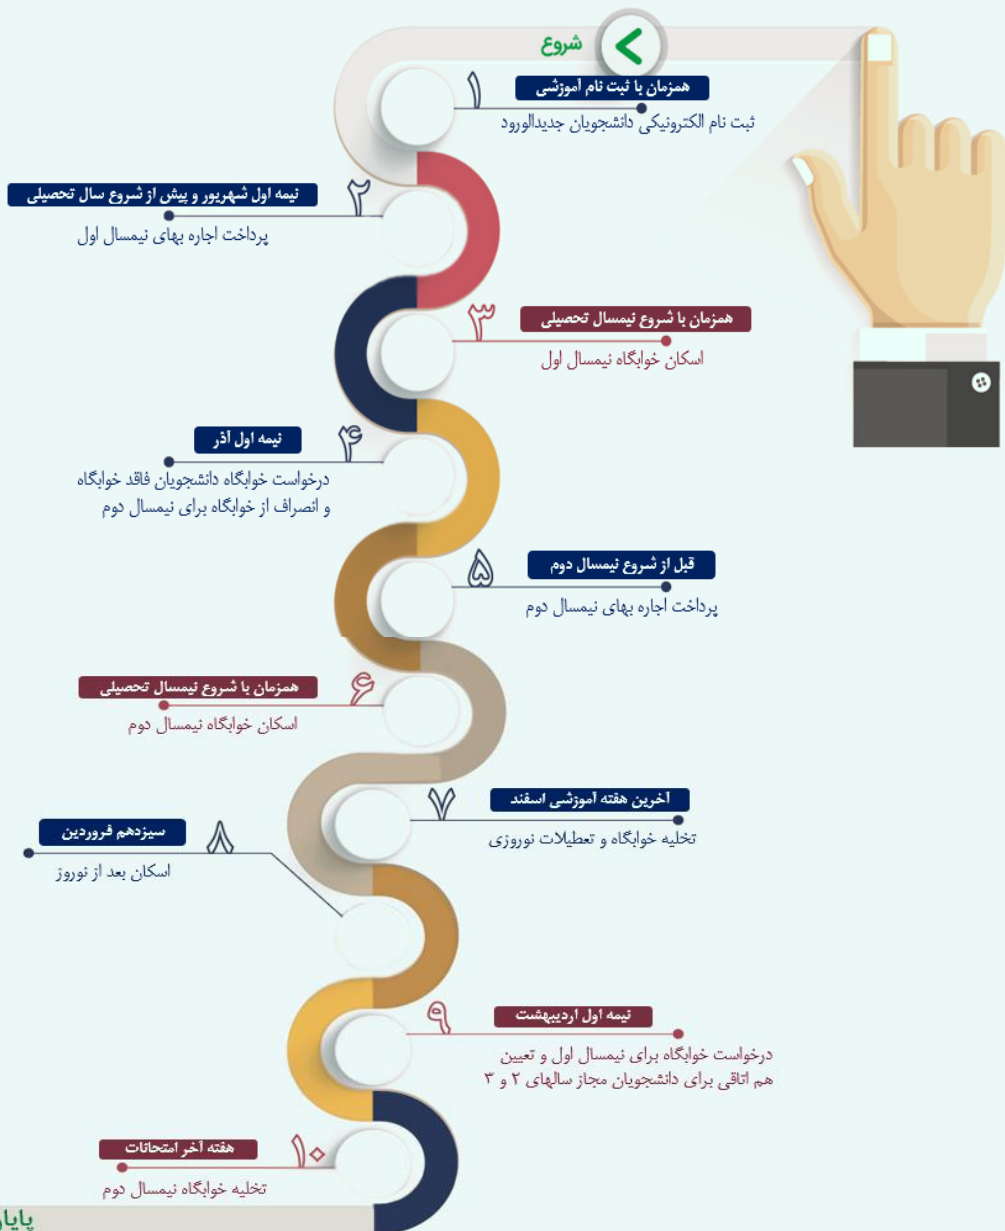 شروع
۱
همزمان با ثبت نام آموزشی
ثبت نام الکترونیکی دانشجویان جدیدالورود
۲
نیمه اول شهریور و پیش از شروع سال تحصیلی
پرداخت اجاره بهای نیمسال اول
۳
همزمان با شروع نیمسال تحصیلی
اسکان خوابگاه نیمسال اول
۴
نیمه اول آذر
درخواست خوابگاه دانشجویان فاقد خوابگاه
و انصراف از خوابگاه برای نیمسال دوم
۵
قبل از شروع نیمسال دوم
پرداخت اجاره بهای نیمسال دوم
۶
همزمان با شروع نیمسال تحصیلی
اسکان خوابگاه نیمسال دوم
۷
آخرین هفته آموزشی اسفند
تخلیه خوابگاه و تعطیلات نوروزی
۸
سیزدهم فروردین
اسکان بعد از نوروز
۹
نیمه اول اردیبهشت
درخواست خوابگاه برای نیمسال اول و تعیین
هم اتاقی برای دانشجویان مجاز سالهای ۲ و ۳
۱۰
هفته آخر امتحانات
تخلیه خوابگاه نیمسال دوم